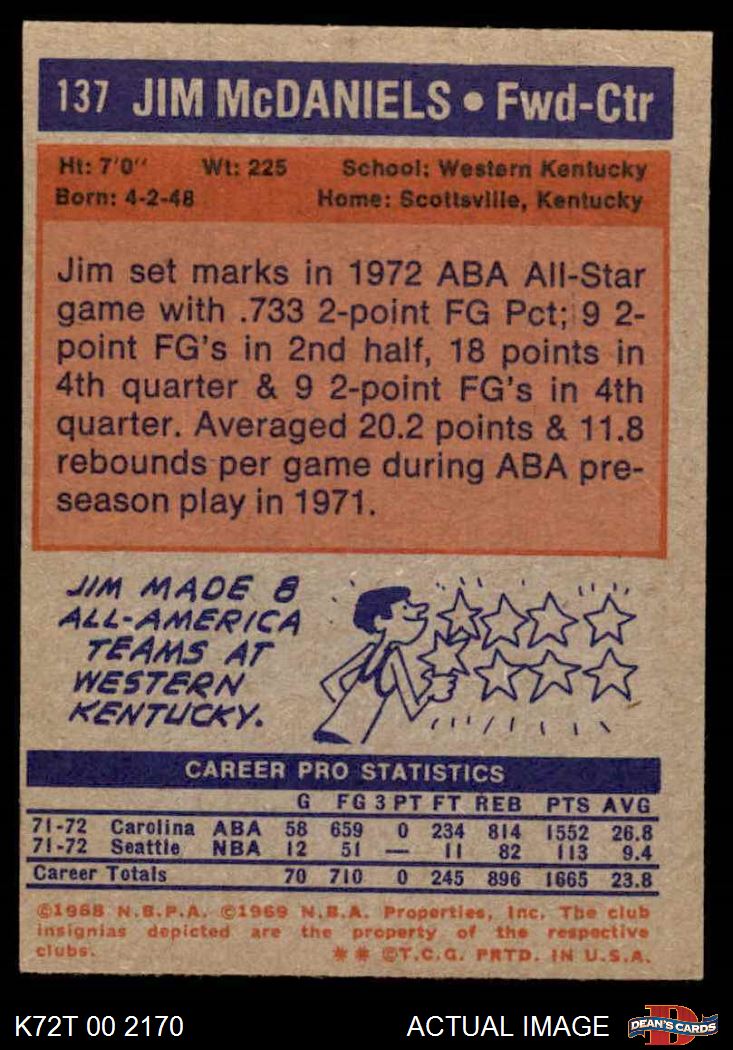 137 JIM McDANIELS • Fwd-Ctr
Ht: 7'0" Wt: 225 School: Western Kentucky
Born: 4-2-48 Home: Scottsville, Kentucky
Jim set marks in 1972 ABA All-Star
game with .733 2-point FG Pct; 9 2-
point FG's in 2nd half, 18 points in
4th quarter & 9 2-point FG's in 4th
quarter. Averaged 20.2 points & 11.8
rebounds per game during ABA pre-
season play in 1971.
JIM MADE 8
ALL-AMERICA
TEAMS AT
WESTERN
KENTUCKY.
CAREER PRO STATISTICS
G FG 3 PT FT REB PTS AVG
71-72 Carolina ABA 58 659 0 234 814 1552 26.8
71-72 Seattle NBA 12 51 — 11 82 113 9.4
Career Totals 70 710 0 245 896 1665 23.8
©1968 N.B.P.A. ©1969 N.B.A. Properties, Inc. The club
insignias depicted are the property of the respective
clubs. ** ©T.C.G. PRTD. IN U.S.A.
K72T 00 2170 ACTUAL IMAGE DEAN'S CARDS